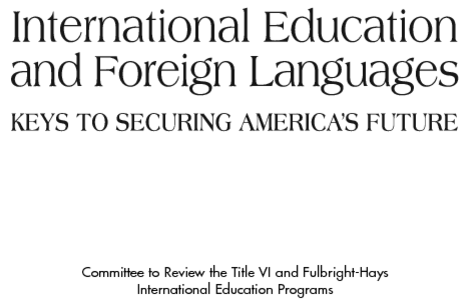 International Education
and Foreign Languages
KEYS TO SECURING AMERICA'S FUTURE
Committee to Review the Title VI and Fulbright-Hays
International Education Programs